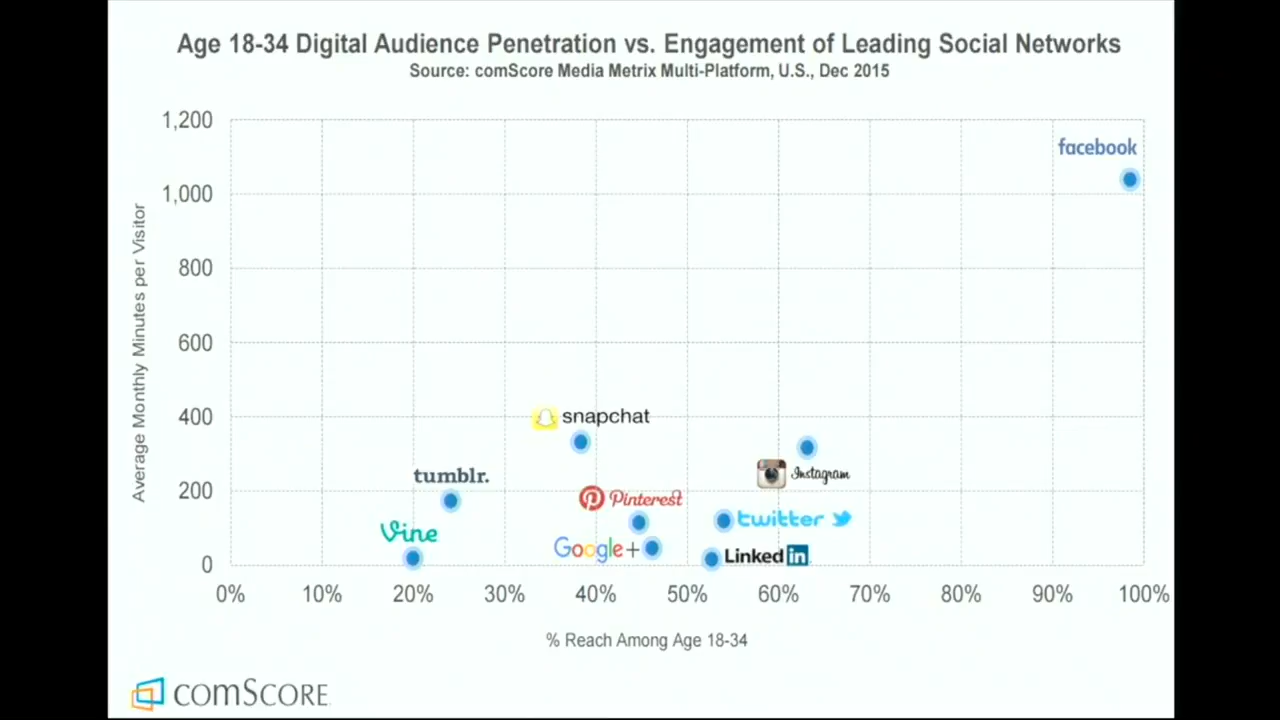 Age 18-34 Digital Audience Penetration vs. Engagement of Leading Social Networks
Source: comScore Media Metrix Multi-Platform, U.S., Dec 2015
1,200
facebook
1,000
800
600
400
snapchat
Instagram
tumblr.
200
Pinterest
twitter
Vine
Google+
Linked in
0
Average Monthly Minutes per Visitor
0% 10% 20% 30% 40% 50% 60% 70% 80% 90% 100%
% Reach Among Age 18-34
comScore